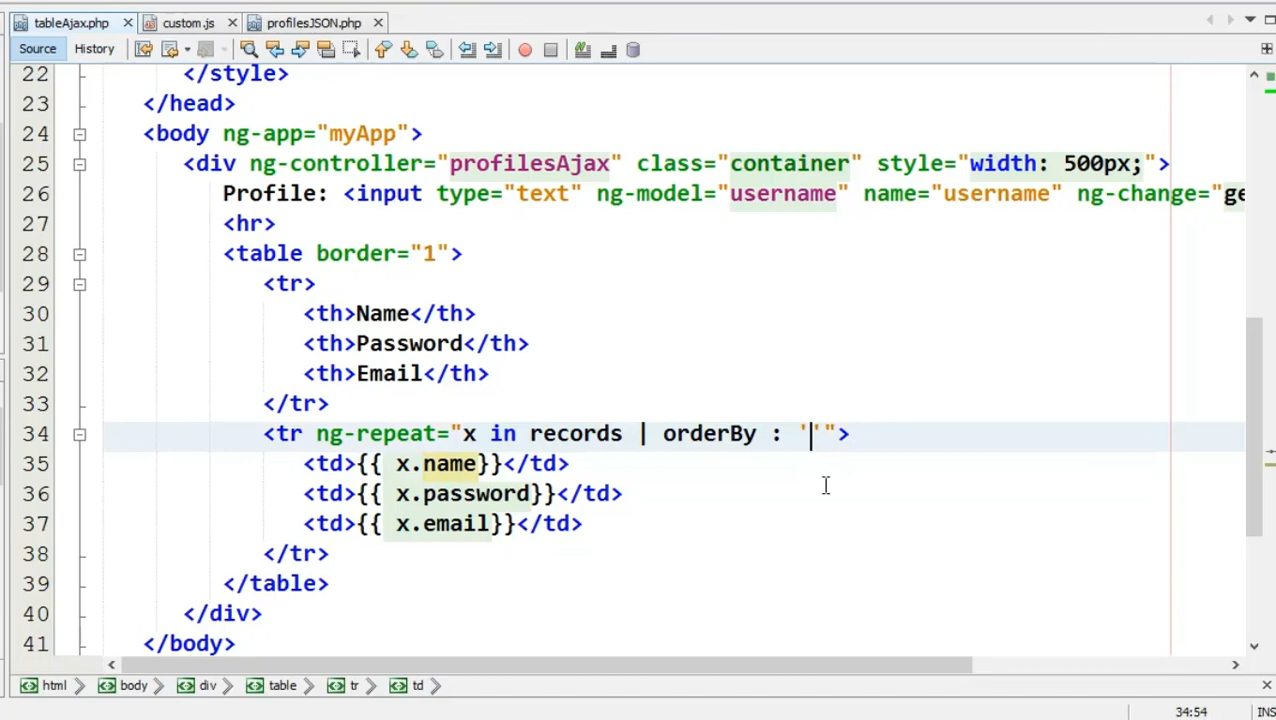 tableAjax.php custom.js profilesJSON.php
Source History
22 </style>
23 </head>
24 <body ng-app="myApp">
25 <div ng-controller="profilesAjax" class="container" style="width: 500px;">
26 Profile: <input type="text" ng-model="username" name="username" ng-change="ge
27 <hr>
28 <table border="1">
29 <tr>
30 <th>Name</th>
31 <th>Password</th>
32 <th>Email</th>
33 </tr>
34 <tr ng-repeat="x in records | orderBy : ''">
35 <td>{{ x.name}}</td>
36 <td>{{ x.password}}</td>
37 <td>{{ x.email}}</td>
38 </tr>
39 </table>
40 </div>
41 </body>
html body div table tr td
34:54 INS